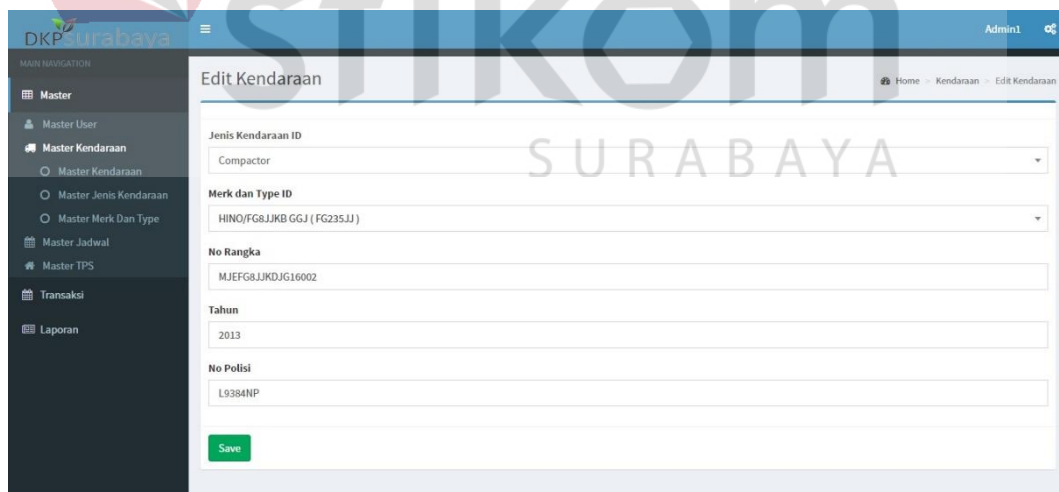 stikom
SURABAYA
DKPSurabaya
Admin1
MAIN NAVIGATION
Master
Master User
Master Kendaraan
Master Kendaraan
Master Jenis Kendaraan
Master Merk Dan Type
Master Jadwal
Master TPS
Transaksi
Laporan
Edit Kendaraan
Home > Kendaraan > Edit Kendaraan
Jenis Kendaraan ID
Compactor
Merk dan Type ID
HINO/FG8JJKB GGJ ( FG235JJ )
No Rangka
MJEFG8JJKDJG16002
Tahun
2013
No Polisi
L9384NP
Save